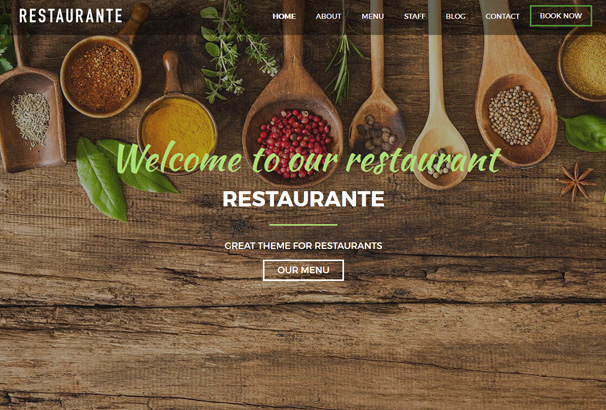 RESTAURANTE
HOME ABOUT MENU STAFF BLOG CONTACT BOOK NOW
Welcome to our restaurant
RESTAURANTE
GREAT THEME FOR RESTAURANTS
OUR MENU